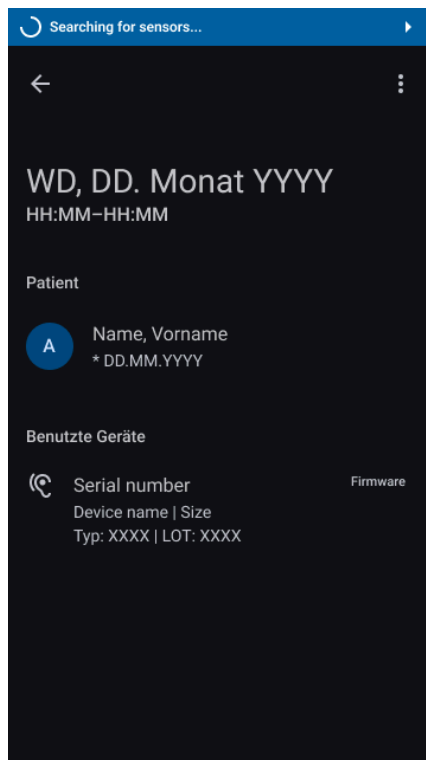 Searching for sensors...
WD, DD. Monat YYYY
HH:MM–HH:MM
Patient
A
Name, Vorname
* DD.MM.YYYY
Benutzte Geräte
Serial number
Firmware
Device name | Size
Typ: XXXX | LOT: XXXX